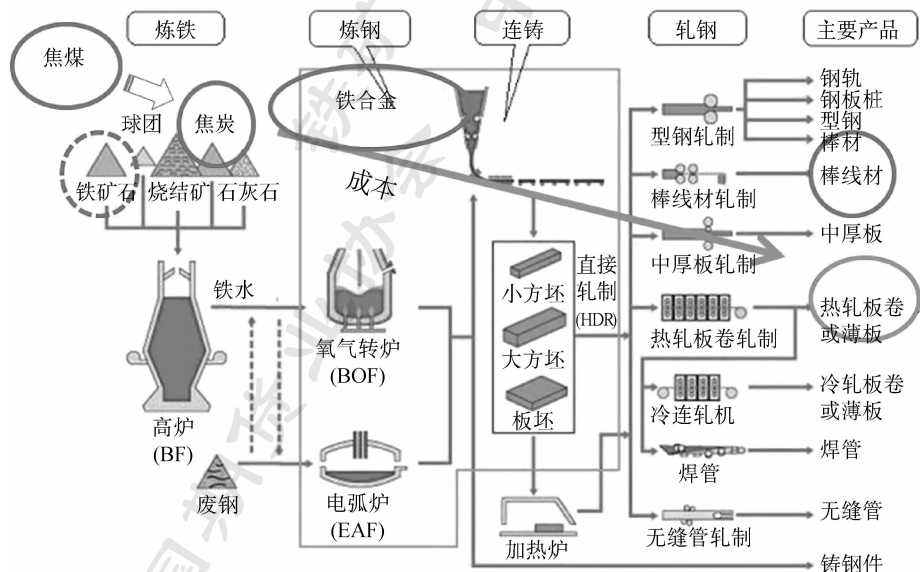 炼铁
炼钢
连铸
轧钢
主要产品
焦煤
球团
焦炭
铁合金
成本
铁矿石
烧结矿
石灰石
铁水
高炉
(BF)
废钢
氧气转炉
(BOF)
电弧炉
(EAF)
小方坯
大方坯
板坯
直接
轧制
(HDR)
加热炉
型钢轧制
棒线材轧制
中厚板轧制
热轧板卷轧制
冷连轧机
焊管
无缝管轧制
钢轨
钢板桩
型钢
棒材
棒线材
中厚板
热轧板卷
或薄板
冷轧板卷
或薄板
焊管
无缝管
铸钢件